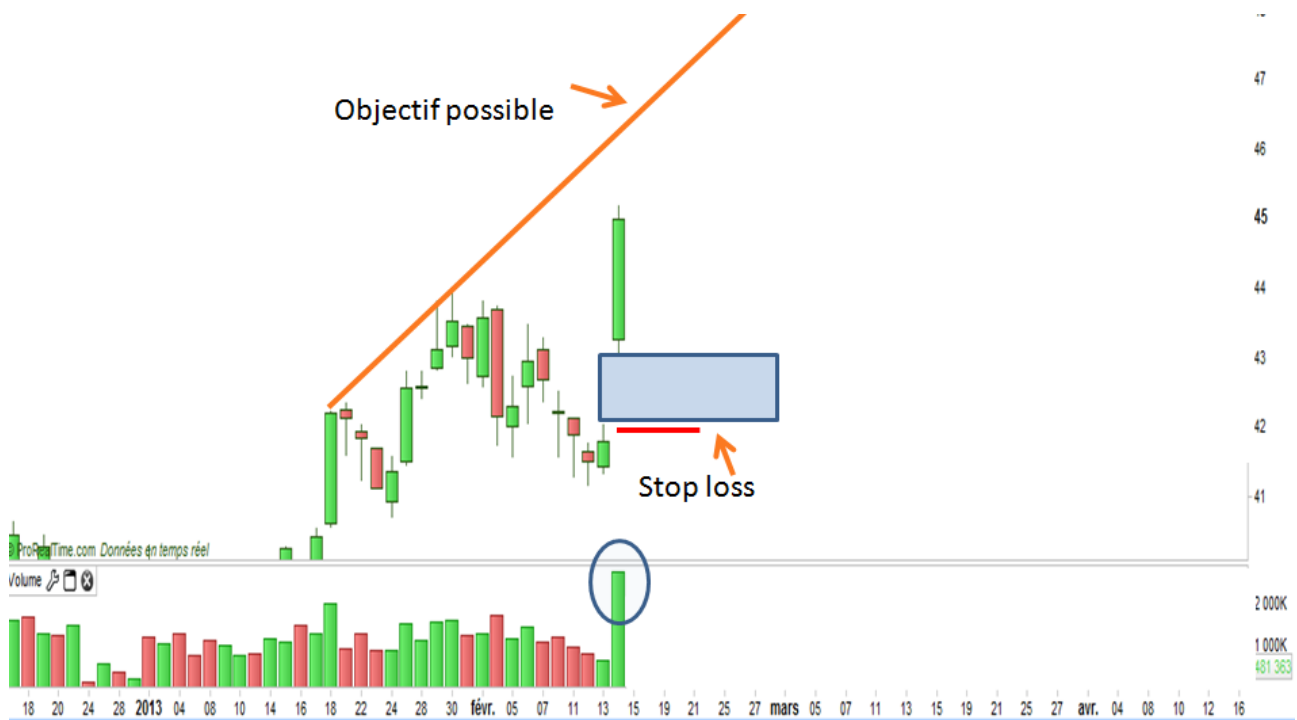 47
Objectif possible
46
45
44
43
42
Stop loss
41
ProRealTime.com Données en temps réel
Volume
2 000K
1 000K
481 363
18 20 24 28 2013 04 08 10 14 16 18 22 24 28 30 févr. 05 07 11 13 15 19 21 25 27 mars 05 07 11 13 15 19 21 25 27 avr. 04 08 10 12 16